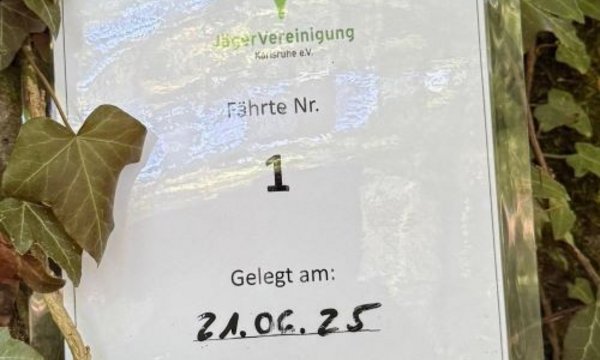 JägerVereinigung
Karlsruhe e.V.
Fährte Nr.
1
Gelegt am:
21.06.25